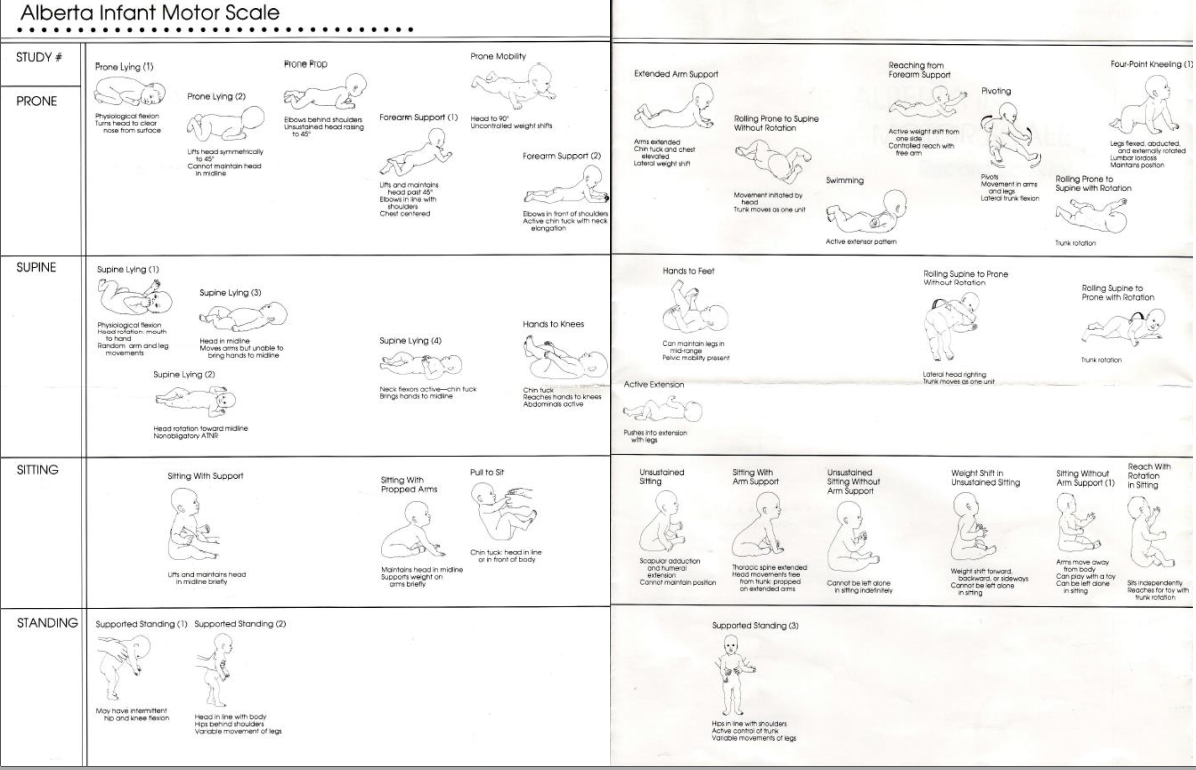 Alberta Infant Motor Scale
STUDY #
PRONE
Prone Lying (1)
Physiological flexion
Turns head to clear
nose from surface
Prone Lying (2)
Lifts head symmetrically
to 45°
Cannot maintain head
in midline
Prone Prop
Elbows behind shoulders
Unsustained head raising
to 45°
Forearm Support (1)
Lifts and maintains
head past 45°
Elbows in line with
shoulders
Chest centered
Prone Mobility
Head to 90°
Uncontrolled weight shifts
Forearm Support (2)
Elbows in front of shoulders
Active chin tuck with neck
elongation
Extended Arm Support
Arms extended
Chin tuck and chest
elevated
Lateral weight shift
Rolling Prone to Supine
Without Rotation
Movement initiated by
head
Trunk moves as one unit
Swimming
Active extensor pattern
Reaching from
Forearm Support
Active weight shift from
one side
Controlled reach with
free arm
Pivoting
Pivots
Movement in arms
and legs
Lateral trunk flexion
Four-Point Kneeling (1)
Legs flexed, abducted,
and externally rotated
Lumbar lordosis
Maintains position
Rolling Prone to
Supine with Rotation
Trunk rotation
SUPINE
Supine Lying (1)
Physiological flexion
Head rotation: mouth
to hand
Random arm and leg
movements
Supine Lying (3)
Head in midline
Moves arms but unable to
bring hands to midline
Supine Lying (2)
Head rotation toward midline
Nonobligatory ATNR
Supine Lying (4)
Neck flexors active—chin tuck
Brings hands to midline
Hands to Knees
Chin tuck
Reaches hands to knees
Abdominals active
Hands to Feet
Can maintain legs in
mid-range
Pelvic mobility present
Active Extension
Pushes into extension
with legs
Rolling Supine to Prone
Without Rotation
Lateral head righting
Trunk moves as one unit
Rolling Supine to
Prone with Rotation
Trunk rotation
SITTING
Sitting With Support
Lifts and maintains head
in midline briefly
Sitting With
Propped Arms
Maintains head in midline
Supports weight on
arms briefly
Pull to Sit
Chin tuck: head in line
or in front of body
Unsustained
Sitting
Scapular adduction
and humeral
extension
Cannot maintain position
Sitting With
Arm Support
Thoracic spine extended
Head movements free
from trunk; propped
on extended arms
Unsustained
Sitting Without
Arm Support
Cannot be left alone
in sitting indefinitely
Weight Shift in
Unsustained Sitting
Weight shift forward,
backward, or sideways
Cannot be left alone
in sitting
Sitting Without
Arm Support (1)
Arms move away
from body
Can play with a toy
Can be left alone
in sitting
Reach With
Rotation
in Sitting
Sits independently
Reaches for toy with
trunk rotation
STANDING
Supported Standing (1)
May have intermittent
hip and knee flexion
Supported Standing (2)
Head in line with body
Hips behind shoulders
Variable movement of legs
Supported Standing (3)
Hips in line with shoulders
Active control of trunk
Variable movements of legs